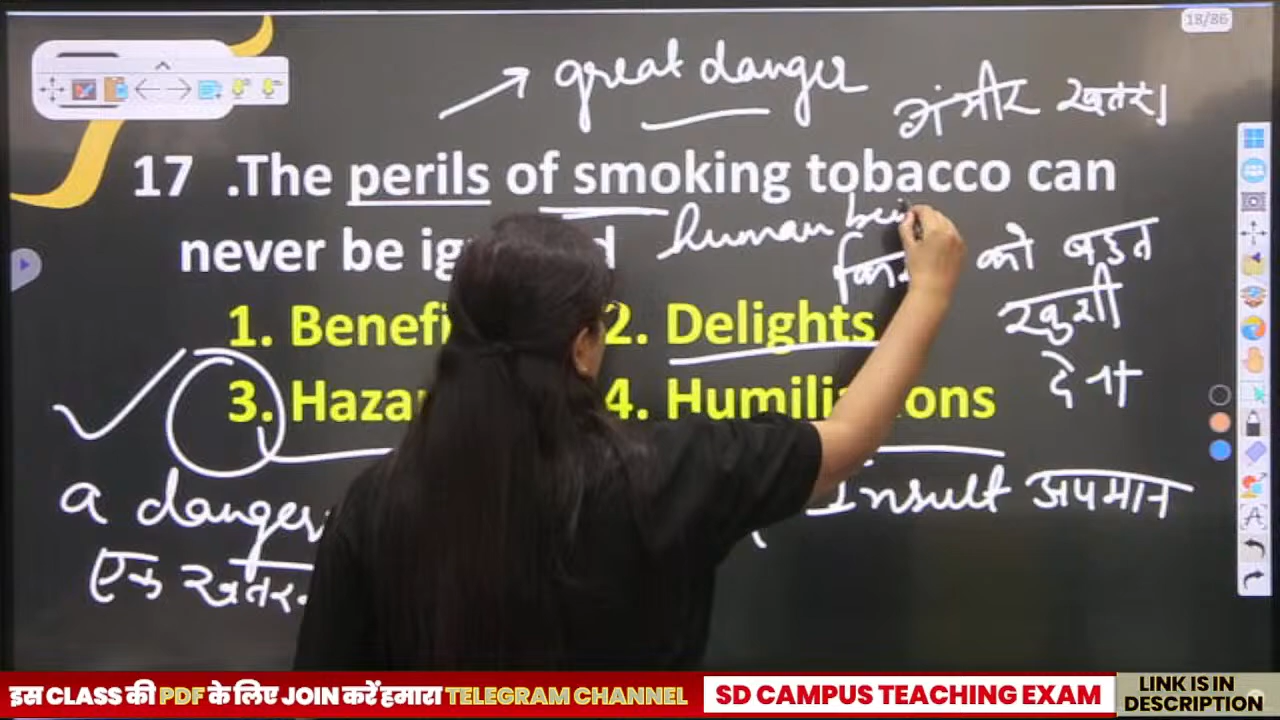 18/86
great danger
गंभीर खतरा
17 .The perils of smoking tobacco can
never be ig d
human bei
को बहुत
खुशी
देना
1. Benefi 2. Delights
3. Haza 4. Humili ons
a danger
Insult अपमान
एक खतर
इस CLASS की PDF के लिए JOIN करें हमारा TELEGRAM CHANNEL
SD CAMPUS TEACHING EXAM
LINK IS IN
DESCRIPTION